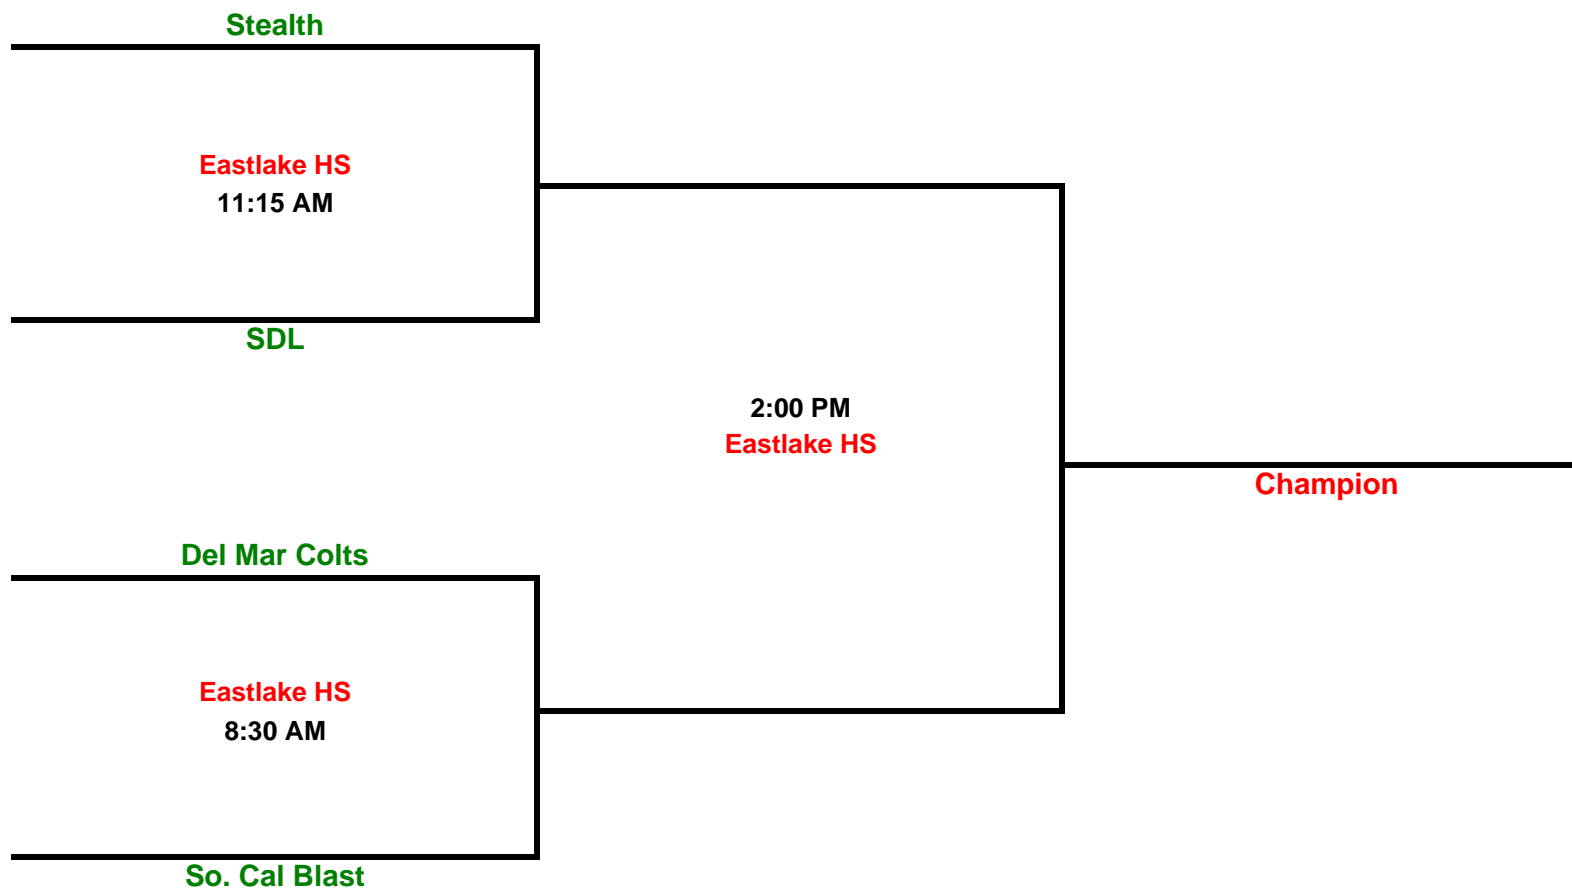 Stealth
Eastlake HS
11:15 AM
SDL
2:00 PM
Eastlake HS
Champion
Del Mar Colts
Eastlake HS
8:30 AM
So. Cal Blast